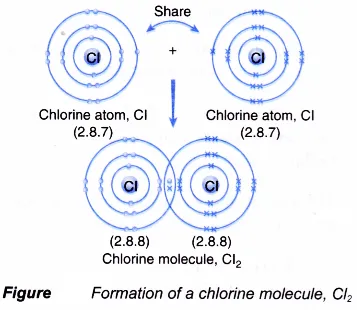 Share
Cl
+
Cl
Chlorine atom, Cl
(2.8.7)
Chlorine atom, Cl
(2.8.7)
Cl
Cl
(2.8.8)
(2.8.8)
Chlorine molecule, Cl₂
Figure Formation of a chlorine molecule, Cl₂